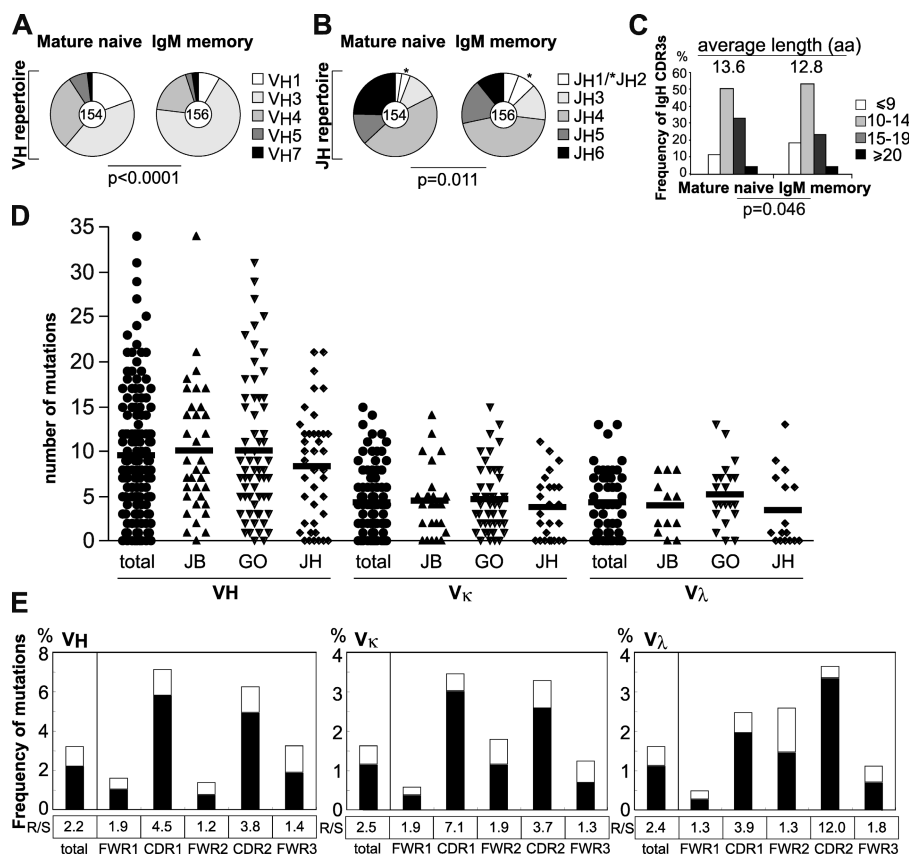 A
Mature naive IgM memory
VH repertoire
154
156
VH1
VH3
VH4
VH5
VH7
p<0.0001
B
Mature naive IgM memory
JH repertoire
*
*
154
156
JH1/*JH2
JH3
JH4
JH5
JH6
p=0.011
C
Frequency of IgH CDR3s
%
average length (aa)
13.6 12.8
60
50
40
30
20
10
0
≤9
10-14
15-19
≥20
Mature naive IgM memory
p=0.046
D
number of mutations
35
30
25
20
15
10
5
0
total JB GO JH total JB GO JH total JB GO JH
VH Vκ Vλ
E
Frequency of mutations
% VH
8
6
4
2
0
R/S 2.2 1.9 4.5 1.2 3.8 1.4
total FWR1 CDR1 FWR2 CDR2 FWR3
% Vκ
4
3
2
1
0
R/S 2.5 1.9 7.1 1.9 3.7 1.3
total FWR1 CDR1 FWR2 CDR2 FWR3
% Vλ
4
3
2
1
0
R/S 2.4 1.3 3.9 1.3 12.0 1.8
total FWR1 CDR1 FWR2 CDR2 FWR3